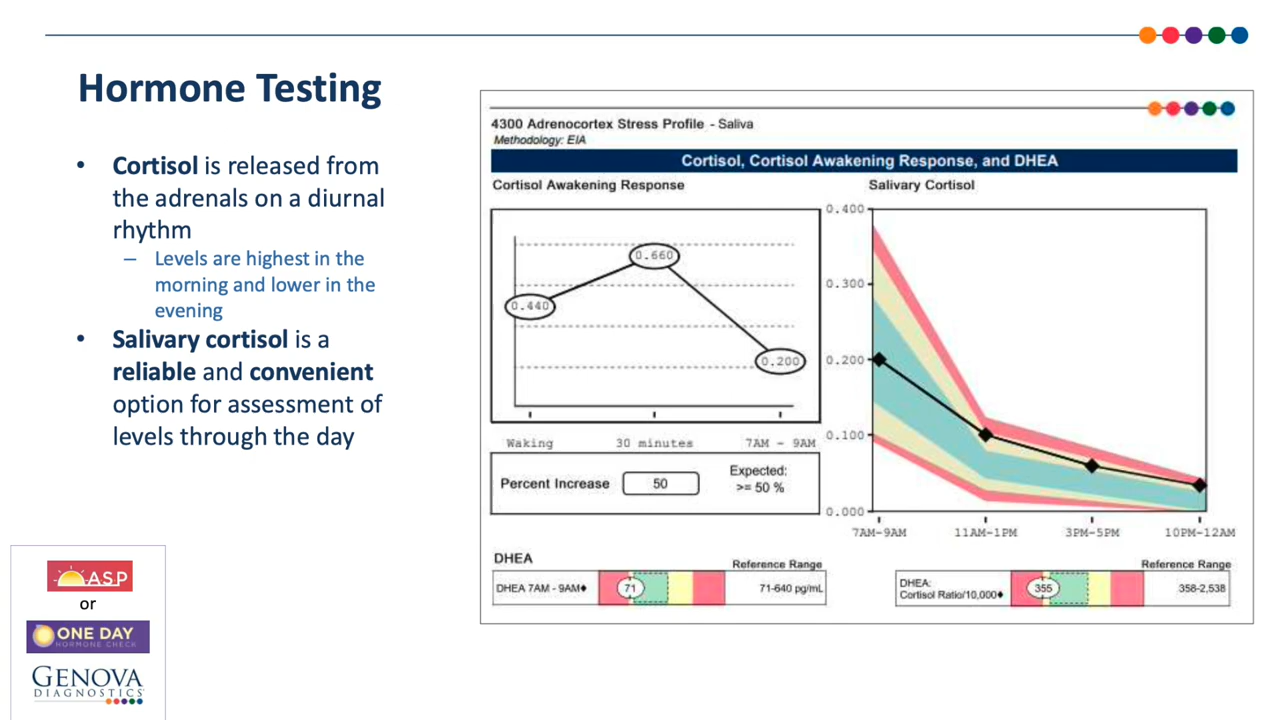 Hormone Testing
• Cortisol is released from
the adrenals on a diurnal
rhythm
– Levels are highest in the
morning and lower in the
evening
• Salivary cortisol is a
reliable and convenient
option for assessment of
levels through the day
ASP
or
ONE DAY
HORMONE CHECK
GENOVA
DIAGNOSTICS
4300 Adrenocortex Stress Profile - Saliva
Methodology: EIA
Cortisol, Cortisol Awakening Response, and DHEA
Cortisol Awakening Response
0.440
0.660
0.200
Waking 30 minutes 7AM - 9AM
Percent Increase 50 Expected:
>= 50 %
Salivary Cortisol
0.400
0.300
0.200
0.100
0.000
7AM-9AM 11AM-1PM 3PM-5PM 10PM-12AM
DHEA
Reference Range
DHEA 7AM - 9AM♦ 71 71-640 pg/mL
Reference Range
DHEA:
Cortisol Ratio/10,000♦ 355 358-2,538